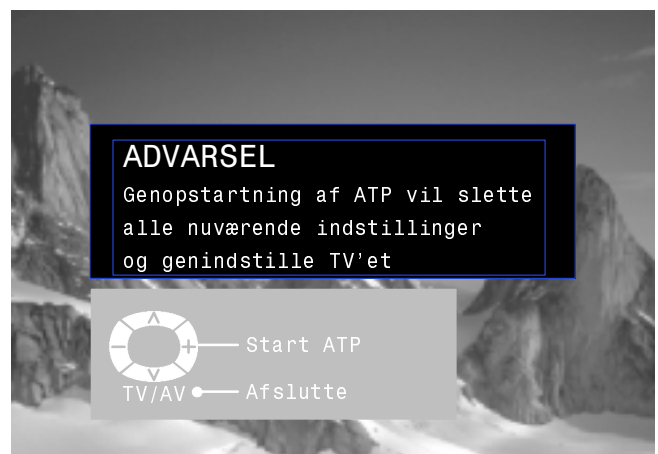 ADVARSEL
Genopstartning af ATP vil slette
alle nuværende indstillinger
og genindstille TV'et
Start ATP
TV/AV Afslutte